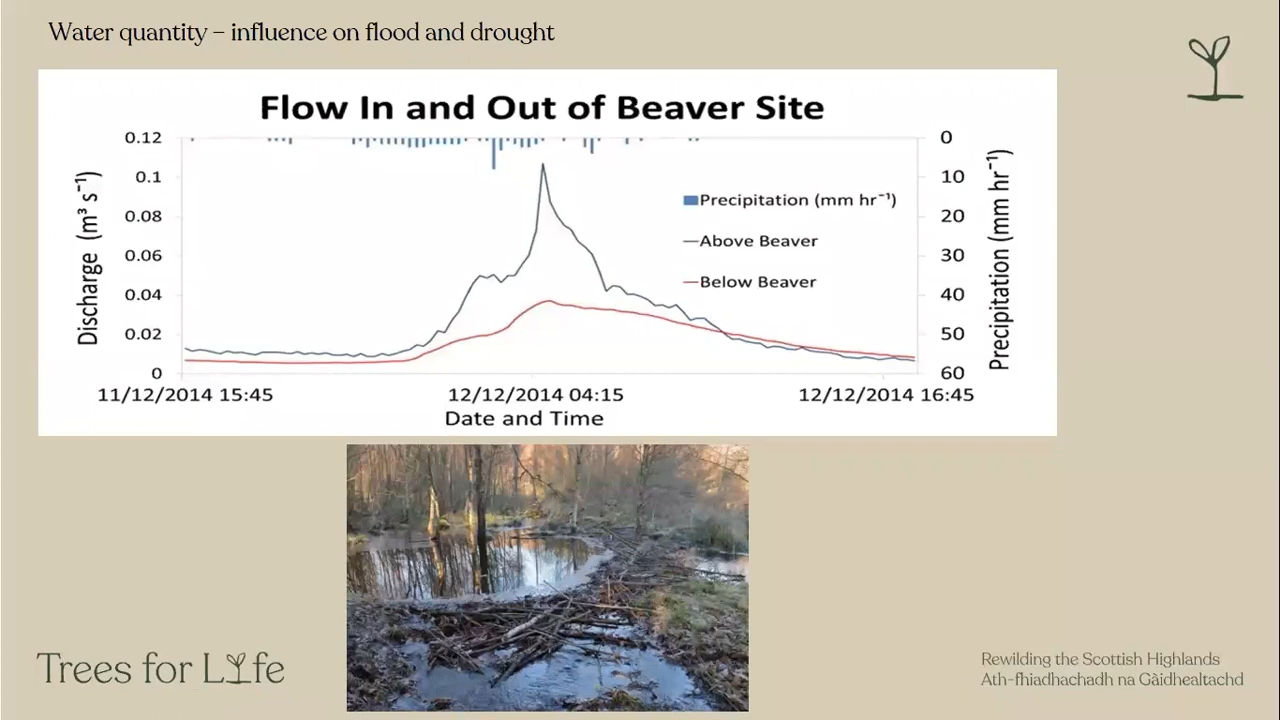 Water quantity – influence on flood and drought
Flow In and Out of Beaver Site
0.12
0.1
0.08
0.06
0.04
0.02
0
Discharge (m³ s⁻¹)
0
10
20
30
40
50
60
Precipitation (mm hr⁻¹)
Precipitation (mm hr⁻¹)
Above Beaver
Below Beaver
11/12/2014 15:45
12/12/2014 04:15
12/12/2014 16:45
Date and Time
Trees for Life
Rewilding the Scottish Highlands
Ath-fhiadhachadh na Gàidhealtachd